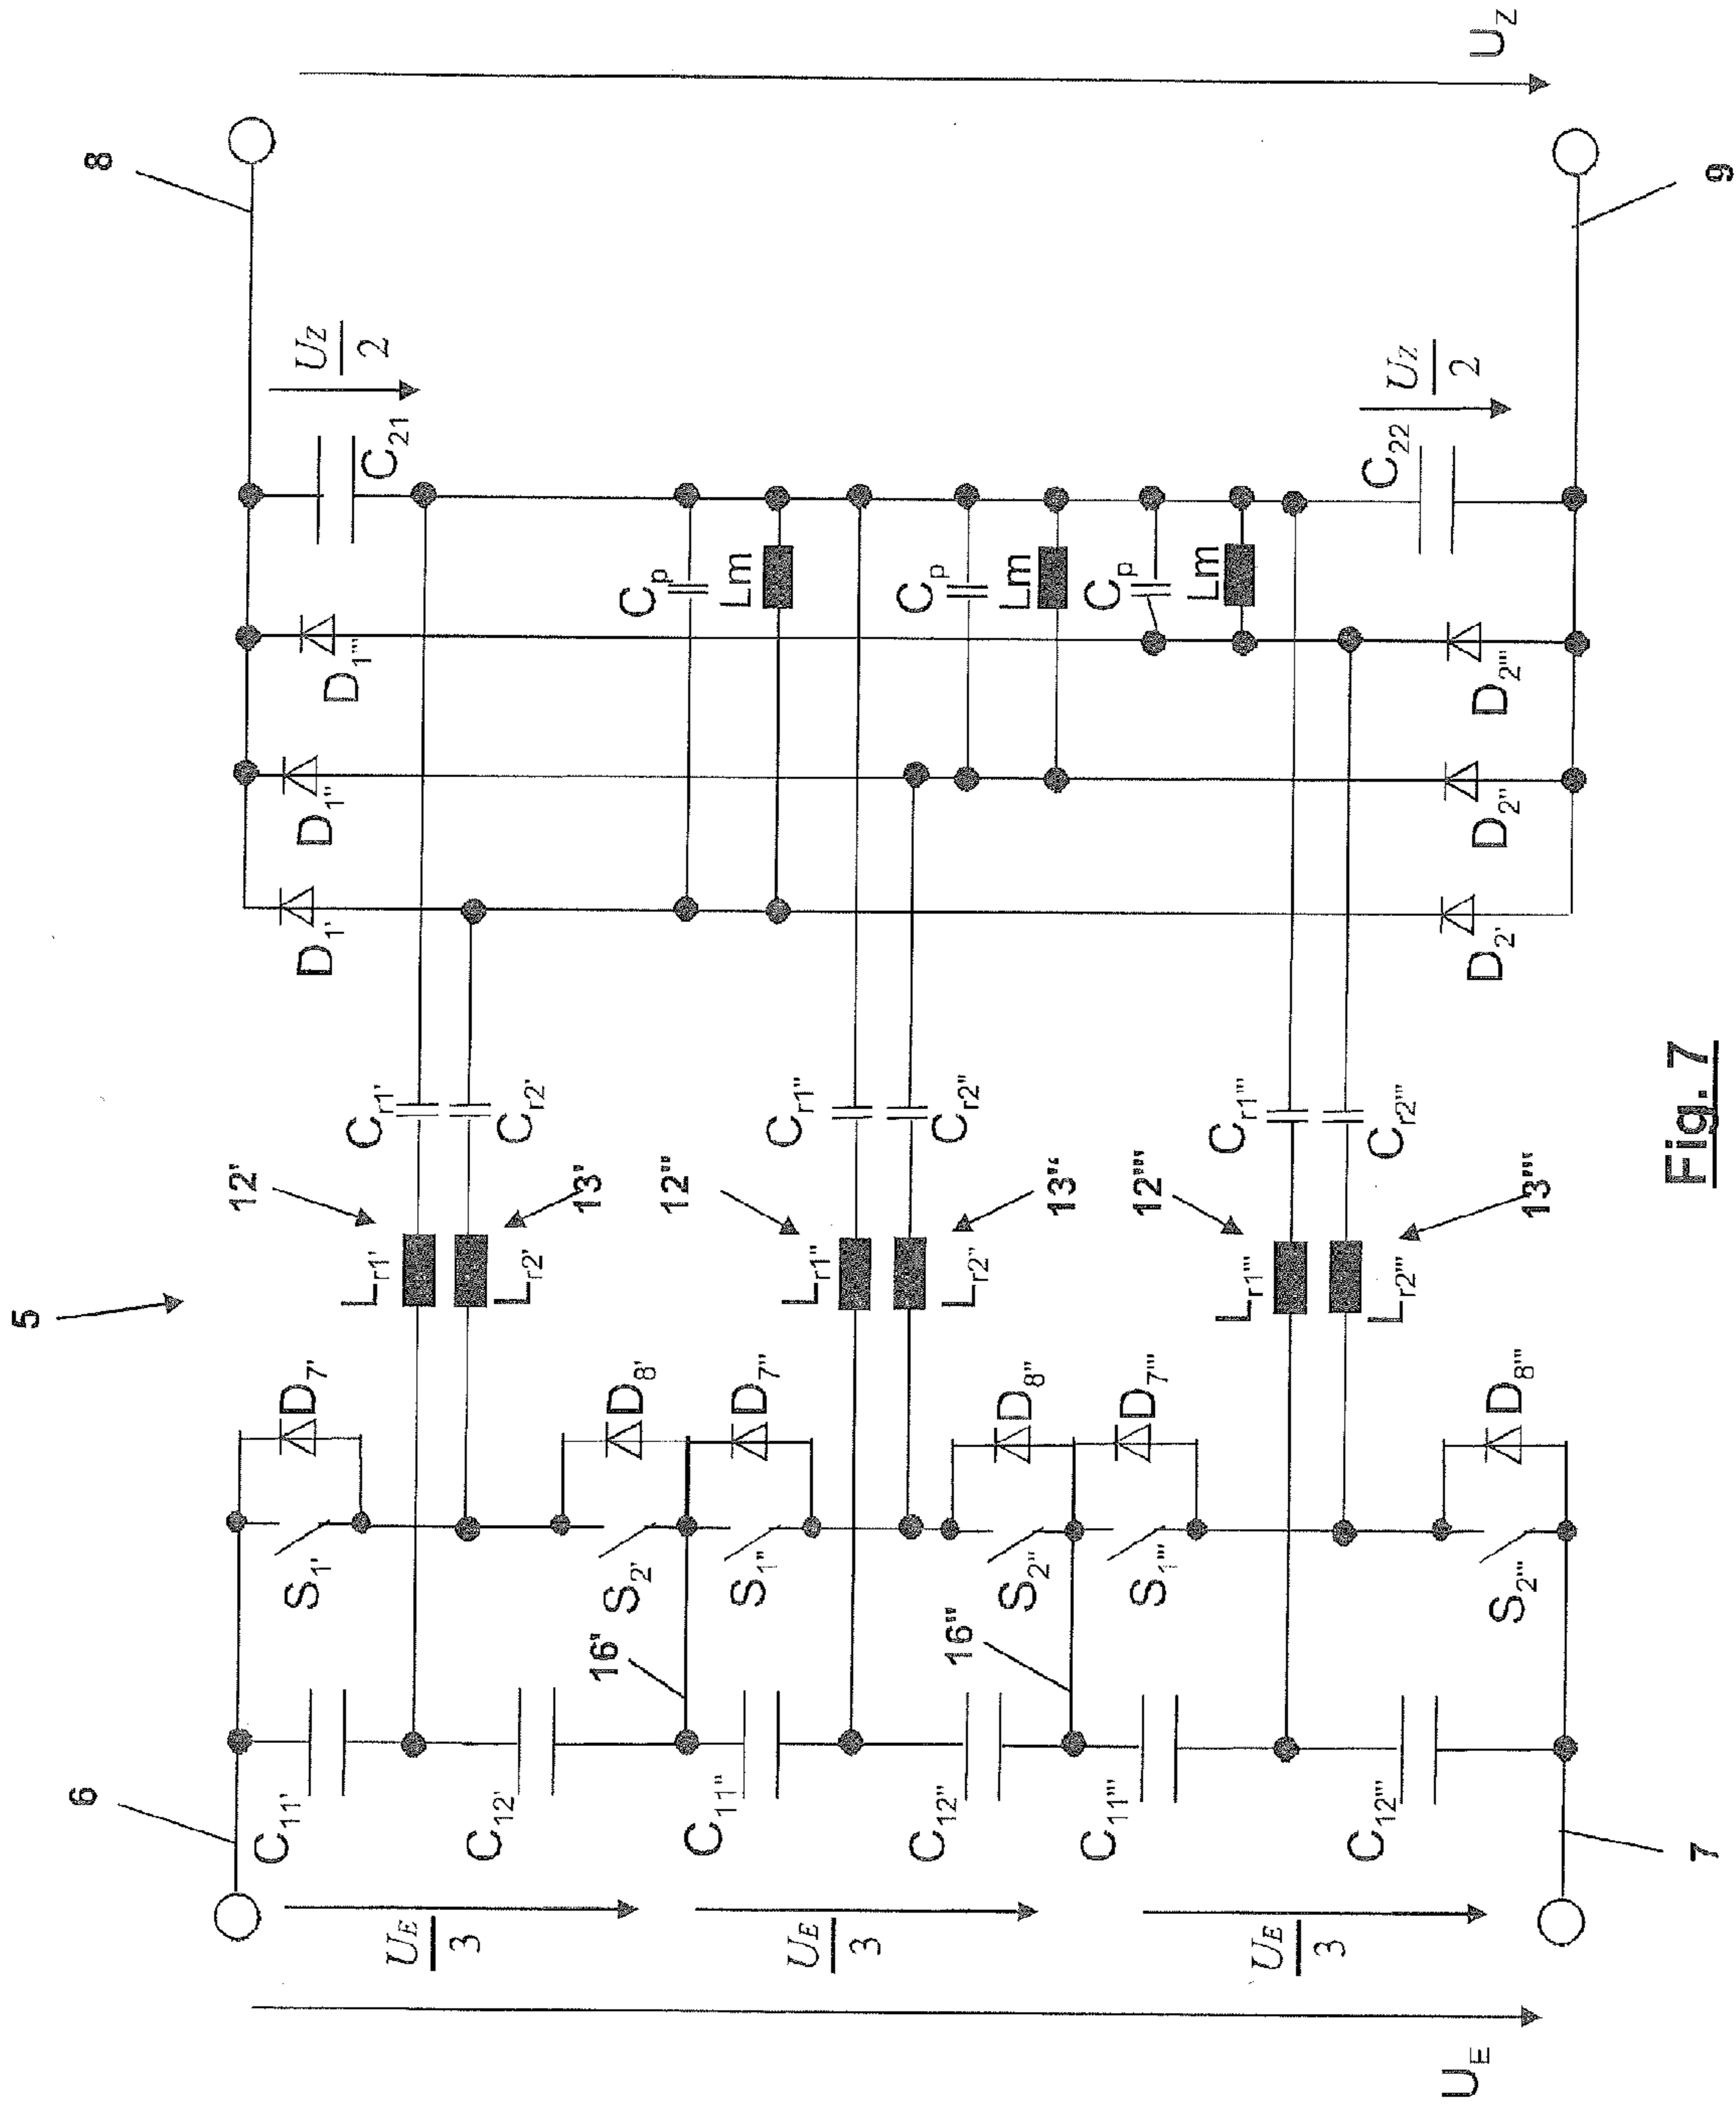 5
6
8
U_E
U_E/3
U_E/3
U_E/3
C_11'
C_12'
C_11''
C_12''
C_11'''
C_12'''
16'
16''
S_1'
S_2'
S_1''
S_2''
S_1'''
S_2'''
D_7'
D_8'
D_7''
D_8''
D_7'''
D_8'''
12'
13'
12''
13''
12'''
13'''
L_r1'
L_r2'
L_r1''
L_r2''
L_r1'''
L_r2'''
C_r1'
C_r2'
C_r1''
C_r2''
C_r1'''
C_r2'''
D_1'
D_1''
D_1'''
D_2'
D_2''
D_2'''
C_p
Lm
C_p
Lm
C_p
Lm
C_21
C_22
U_Z/2
U_Z/2
U_Z
7
9
Fig. 7